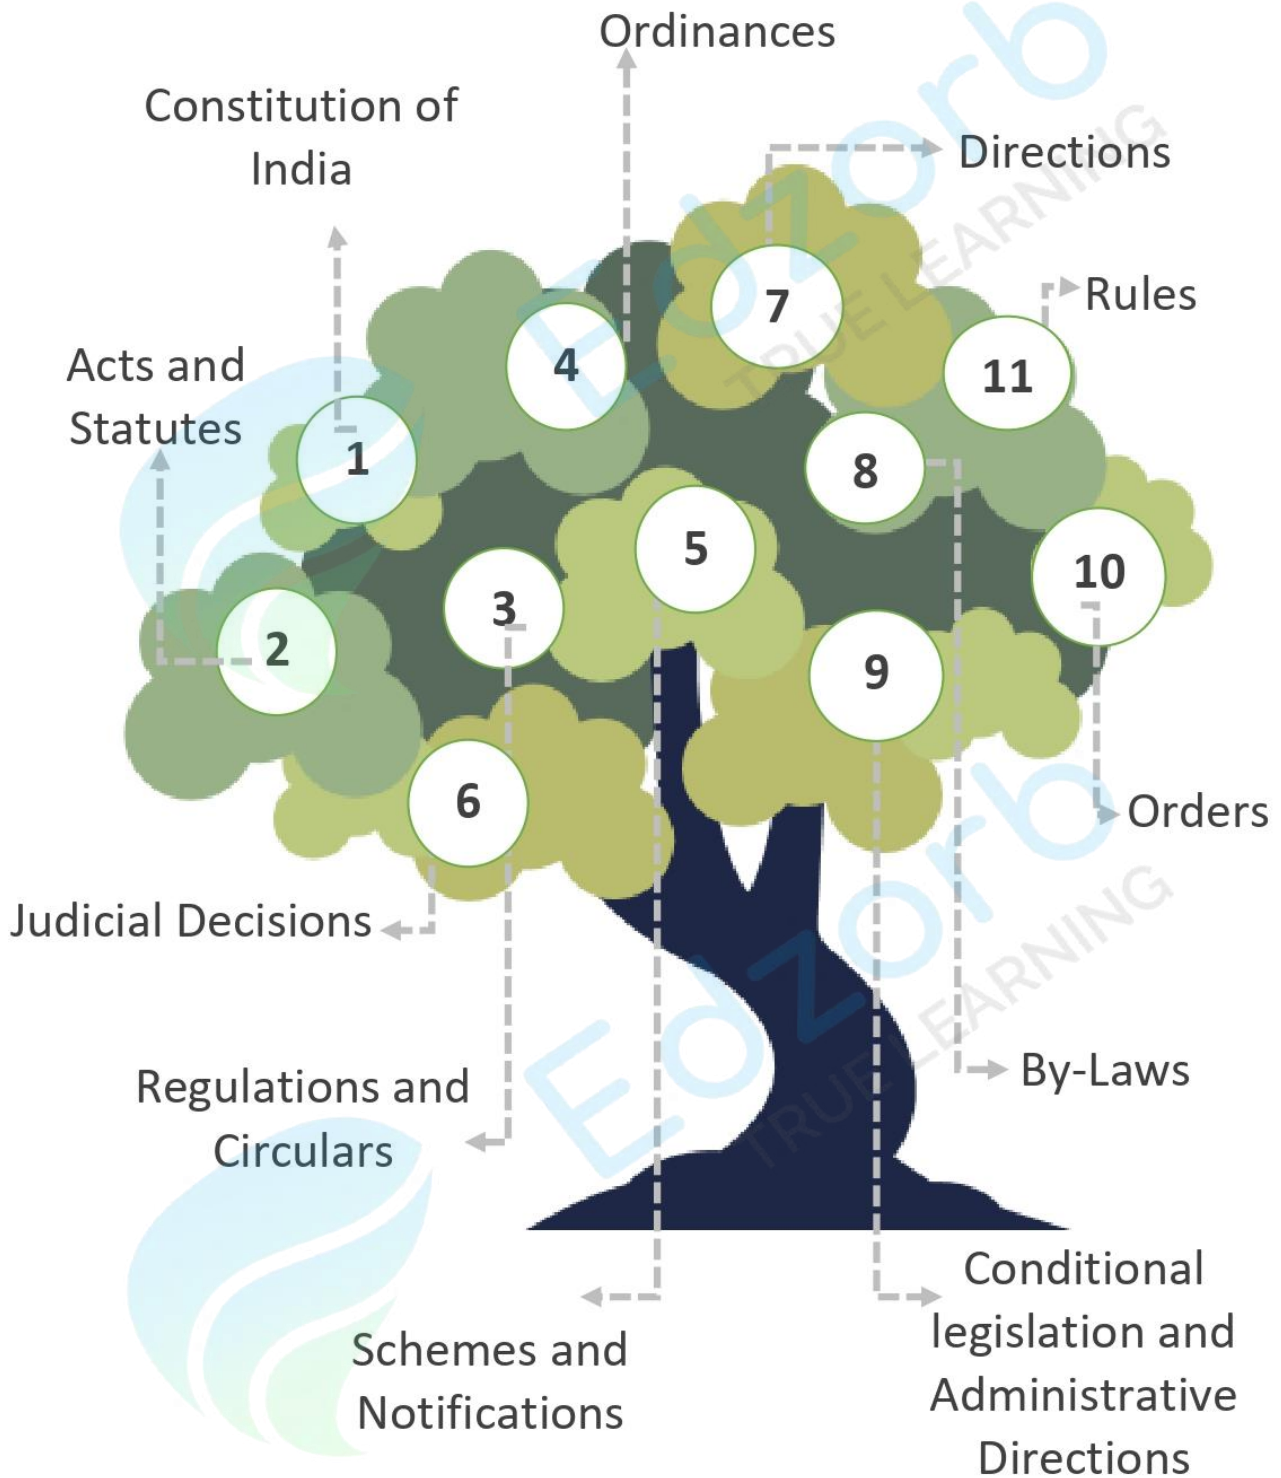 Ordinances
Constitution of
India
Directions
Rules
Acts and
Statutes
1
2
3
4
5
6
7
8
9
10
11
Orders
Judicial Decisions
Regulations and
Circulars
By-Laws
Schemes and
Notifications
Conditional
legislation and
Administrative
Directions
Edzorb
TRUE LEARNING
Edzorb
TRUE LEARNING